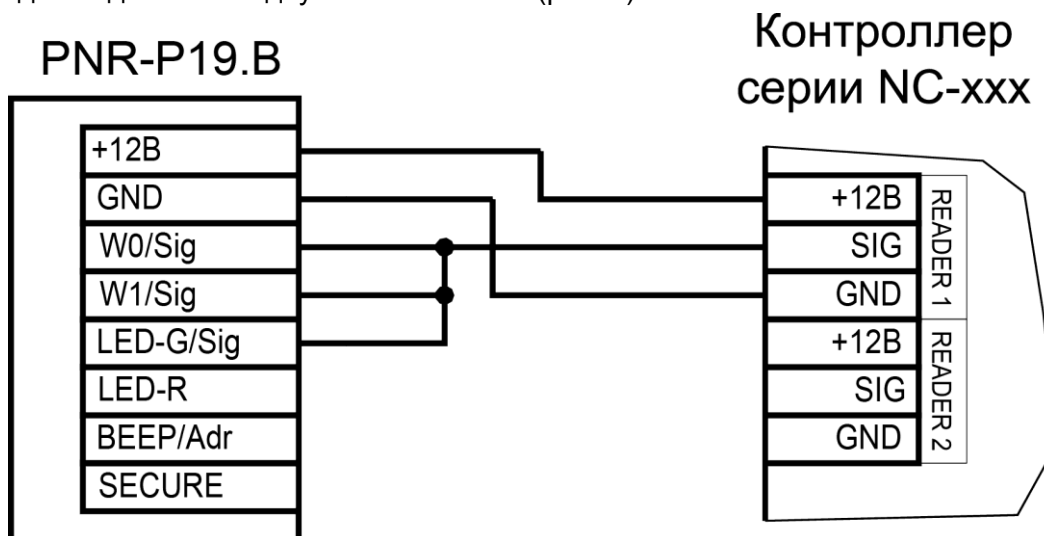 PNR-P19.B
Контроллер
серии NC-xxx
+12В
GND
W0/Sig
W1/Sig
LED-G/Sig
LED-R
BEEP/Adr
SECURE
+12В
SIG
GND
READER 1
+12В
SIG
GND
READER 2